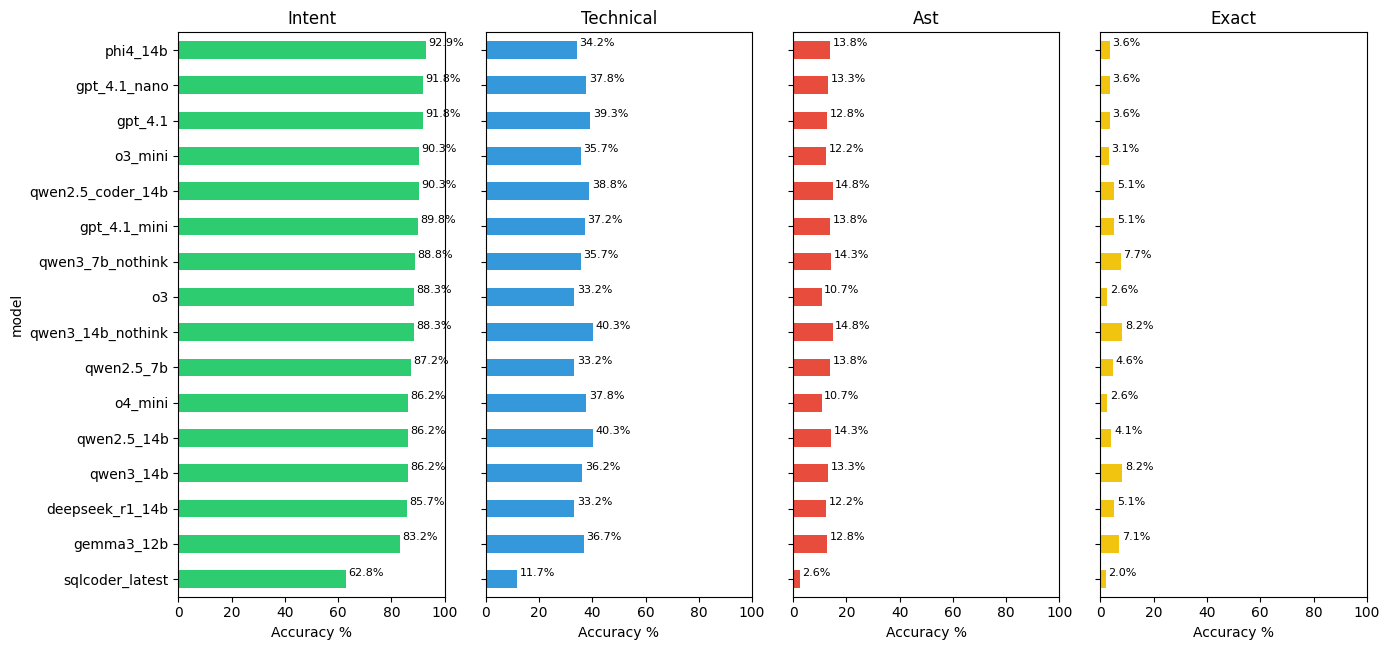 Intent Technical Ast Exact
phi4_14b 92.9% 34.2% 13.8% 3.6%
gpt_4.1_nano 91.8% 37.8% 13.3% 3.6%
gpt_4.1 91.8% 39.3% 12.8% 3.6%
o3_mini 90.3% 35.7% 12.2% 3.1%
qwen2.5_coder_14b 90.3% 38.8% 14.8% 5.1%
gpt_4.1_mini 89.8% 37.2% 13.8% 5.1%
qwen3_7b_nothink 88.8% 35.7% 14.3% 7.7%
o3 88.3% 33.2% 10.7% 2.6%
model
qwen3_14b_nothink 88.3% 40.3% 14.8% 8.2%
qwen2.5_7b 87.2% 33.2% 13.8% 4.6%
o4_mini 86.2% 37.8% 10.7% 2.6%
qwen2.5_14b 86.2% 40.3% 14.3% 4.1%
qwen3_14b 86.2% 36.2% 13.3% 8.2%
deepseek_r1_14b 85.7% 33.2% 12.2% 5.1%
gemma3_12b 83.2% 36.7% 12.8% 7.1%
sqlcoder_latest 62.8% 11.7% 2.6% 2.0%
0 20 40 60 80 100 0 20 40 60 80 100 0 20 40 60 80 100 0 20 40 60 80 100
Accuracy % Accuracy % Accuracy % Accuracy %